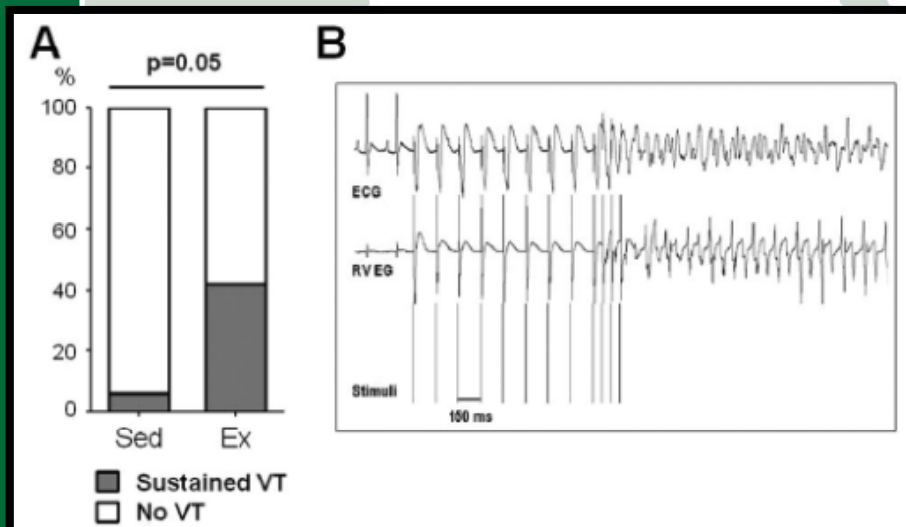 A
p=0.05
%
100
80
60
40
20
0
Sed Ex
Sustained VT
No VT
B
ECG
RV EG
Stimuli
150 ms